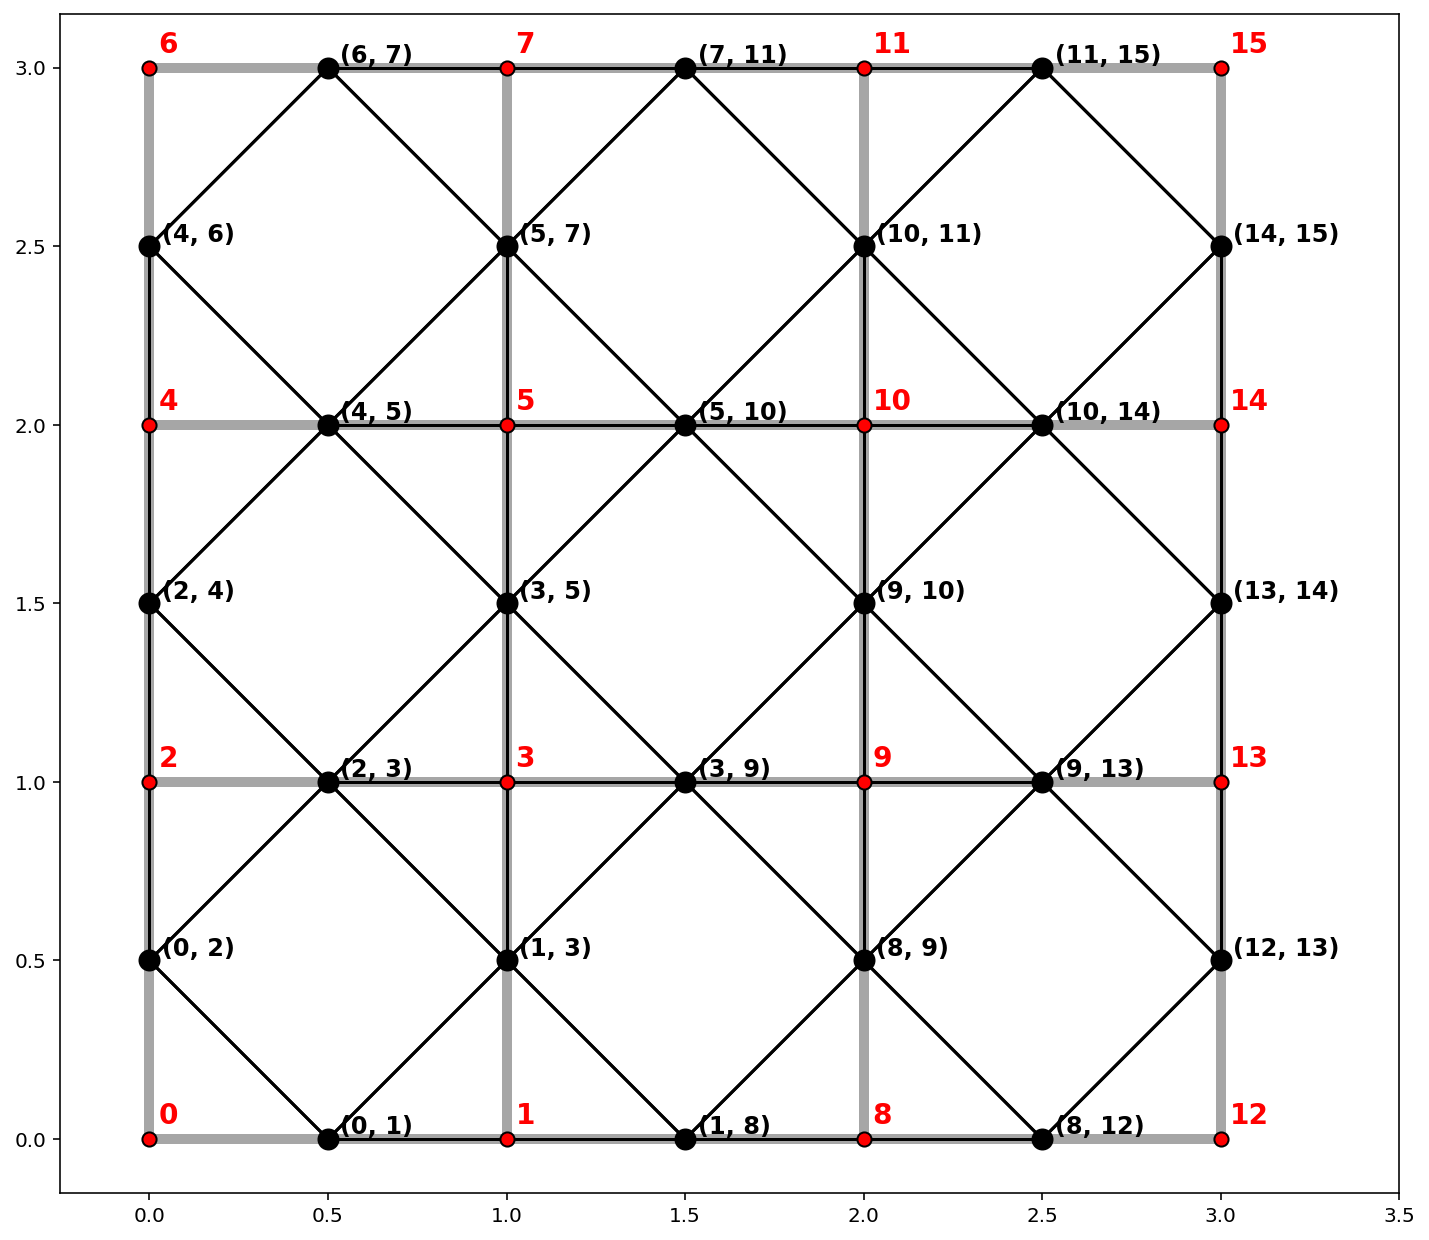 6 7 11 15
(6, 7) (7, 11) (11, 15)
3.0
(4, 6) (5, 7) (10, 11) (14, 15)
2.5
4 5 10 14
(4, 5) (5, 10) (10, 14)
2.0
(2, 4) (3, 5) (9, 10) (13, 14)
1.5
2 3 9 13
(2, 3) (3, 9) (9, 13)
1.0
(0, 2) (1, 3) (8, 9) (12, 13)
0.5
0 1 8 12
(0, 1) (1, 8) (8, 12)
0.0
0.0 0.5 1.0 1.5 2.0 2.5 3.0 3.5